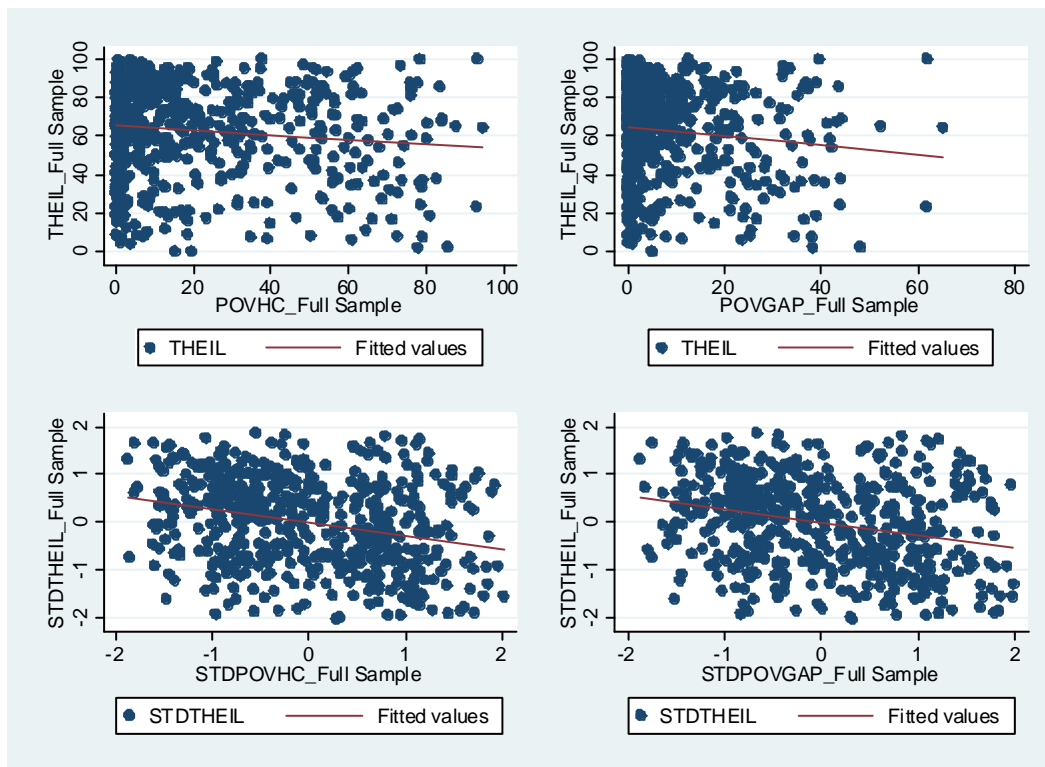 THEIL_Full Sample
100
80
60
40
20
0
0 20 40 60 80 100
POVHC_Full Sample
THEIL Fitted values
THEIL_Full Sample
100
80
60
40
20
0
0 20 40 60 80
POVGAP_Full Sample
THEIL Fitted values
STDTHEIL_Full Sample
2
1
0
-1
-2
-2 -1 0 1 2
STDPOVHC_Full Sample
STDTHEIL Fitted values
STDTHEIL_Full Sample
2
1
0
-1
-2
-2 -1 0 1 2
STDPOVGAP_Full Sample
STDTHEIL Fitted values